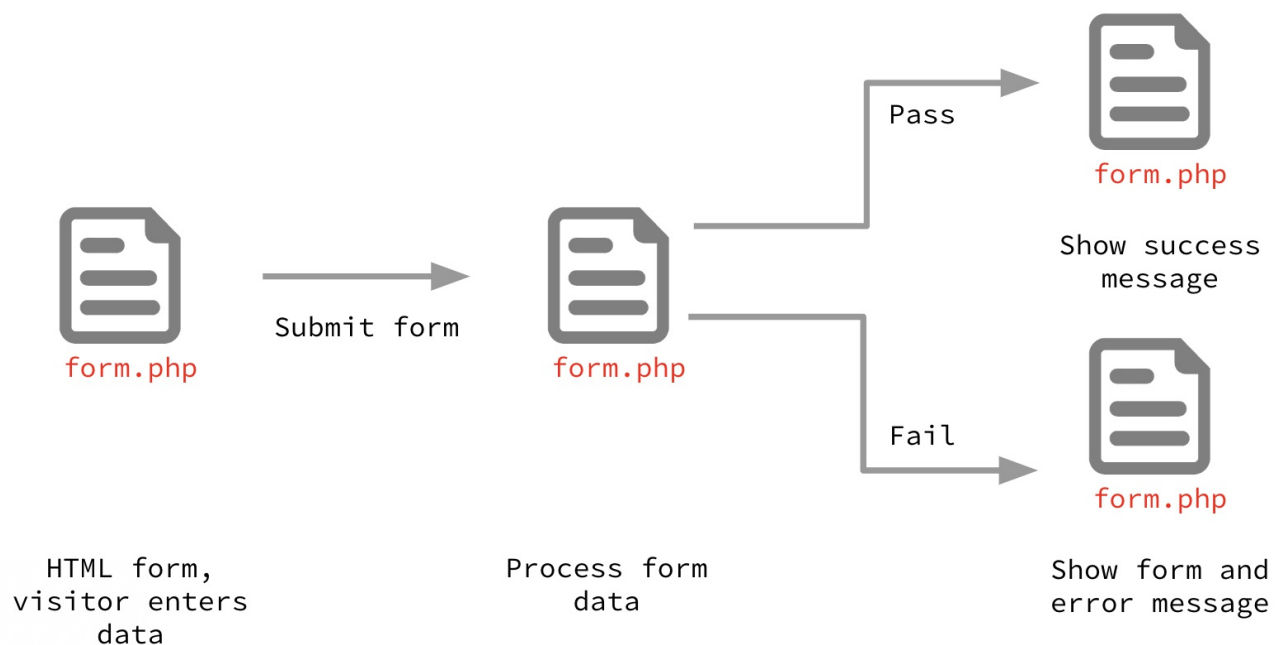 form.php
HTML form,
visitor enters
data
Submit form
form.php
Process form
data
Pass
form.php
Show success
message
Fail
form.php
Show form and
error message